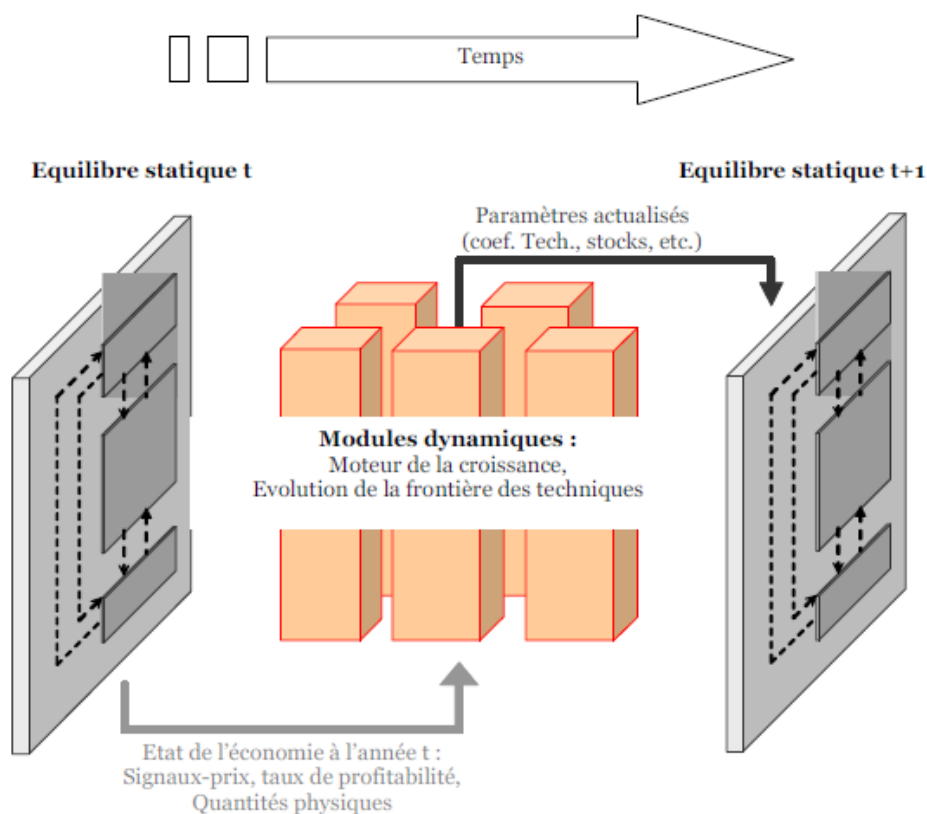 Temps
Equilibre statique t
Equilibre statique t+1
Paramètres actualisés
(coef. Tech., stocks, etc.)
Modules dynamiques :
Moteur de la croissance,
Evolution de la frontière des techniques
Etat de l'économie à l'année t :
Signaux-prix, taux de profitabilité,
Quantités physiques